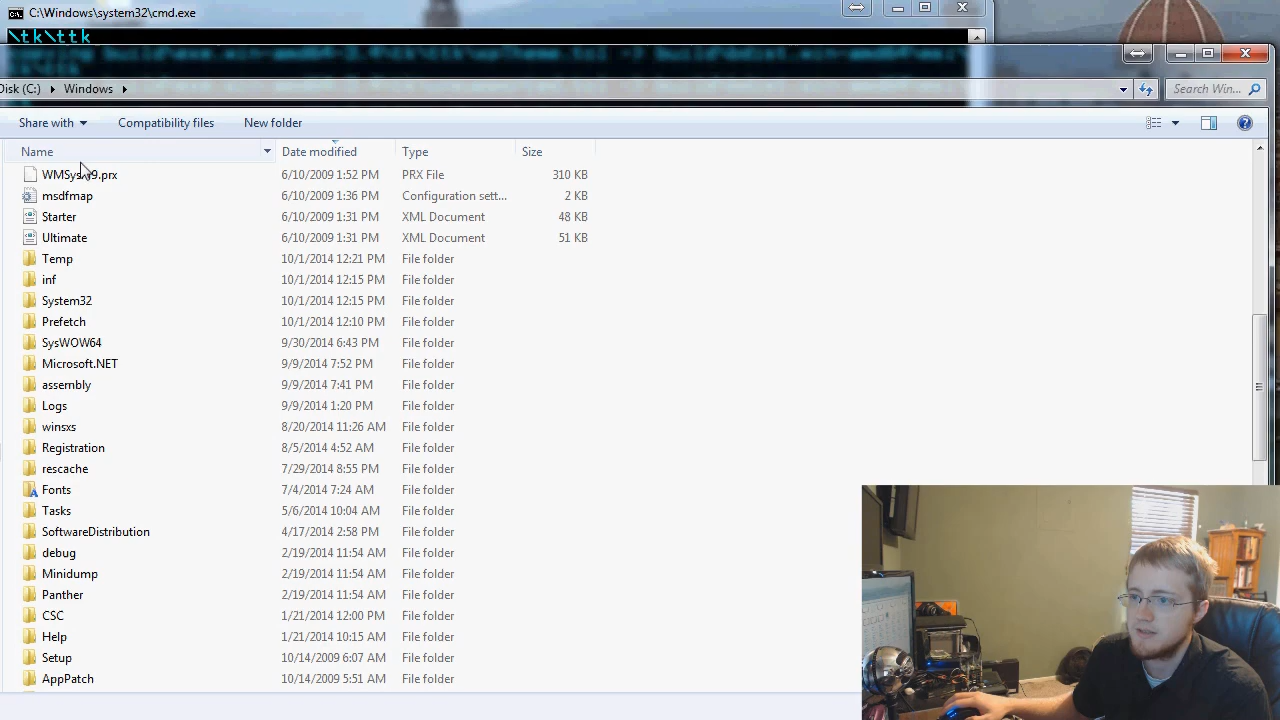 C:\Windows\system32\cmd.exe
\tk\ttk
Disk (C:) Windows
Search Win...
Share with Compatibility files New folder
Name Date modified Type Size
6/10/2009 1:52 PM PRX File 310 KB
msdfmap 6/10/2009 1:36 PM Configuration sett... 2 KB
Starter 6/10/2009 1:31 PM XML Document 48 KB
Ultimate 6/10/2009 1:31 PM XML Document 51 KB
Temp 10/1/2014 12:21 PM File folder
inf 10/1/2014 12:15 PM File folder
System32 10/1/2014 12:15 PM File folder
Prefetch 10/1/2014 12:10 PM File folder
SysWOW64 9/30/2014 6:43 PM File folder
Microsoft.NET 9/9/2014 7:52 PM File folder
assembly 9/9/2014 7:41 PM File folder
Logs 9/9/2014 1:20 PM File folder
winsxs 8/20/2014 11:26 AM File folder
Registration 8/5/2014 4:52 AM File folder
rescache 7/29/2014 8:55 PM File folder
Fonts 7/4/2014 7:24 AM File folder
Tasks 5/6/2014 10:04 AM File folder
SoftwareDistribution 4/17/2014 2:58 PM File folder
debug 2/19/2014 11:54 AM File folder
Minidump 2/19/2014 11:54 AM File folder
Panther 2/19/2014 11:54 AM File folder
CSC 1/21/2014 12:00 PM File folder
Help 1/21/2014 10:15 AM File folder
Setup 10/14/2009 6:07 AM File folder
AppPatch 10/14/2009 5:51 AM File folder